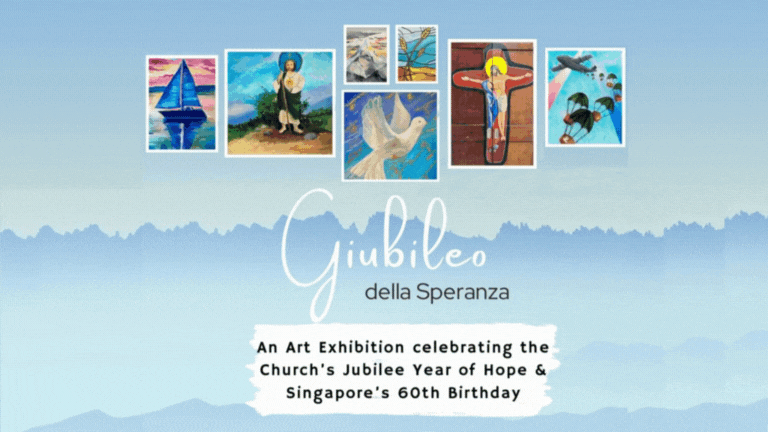 Giubileo
della Speranza
An Art Exhibition celebrating the
Church's Jubilee Year of Hope &
Singapore's 60th Birthday